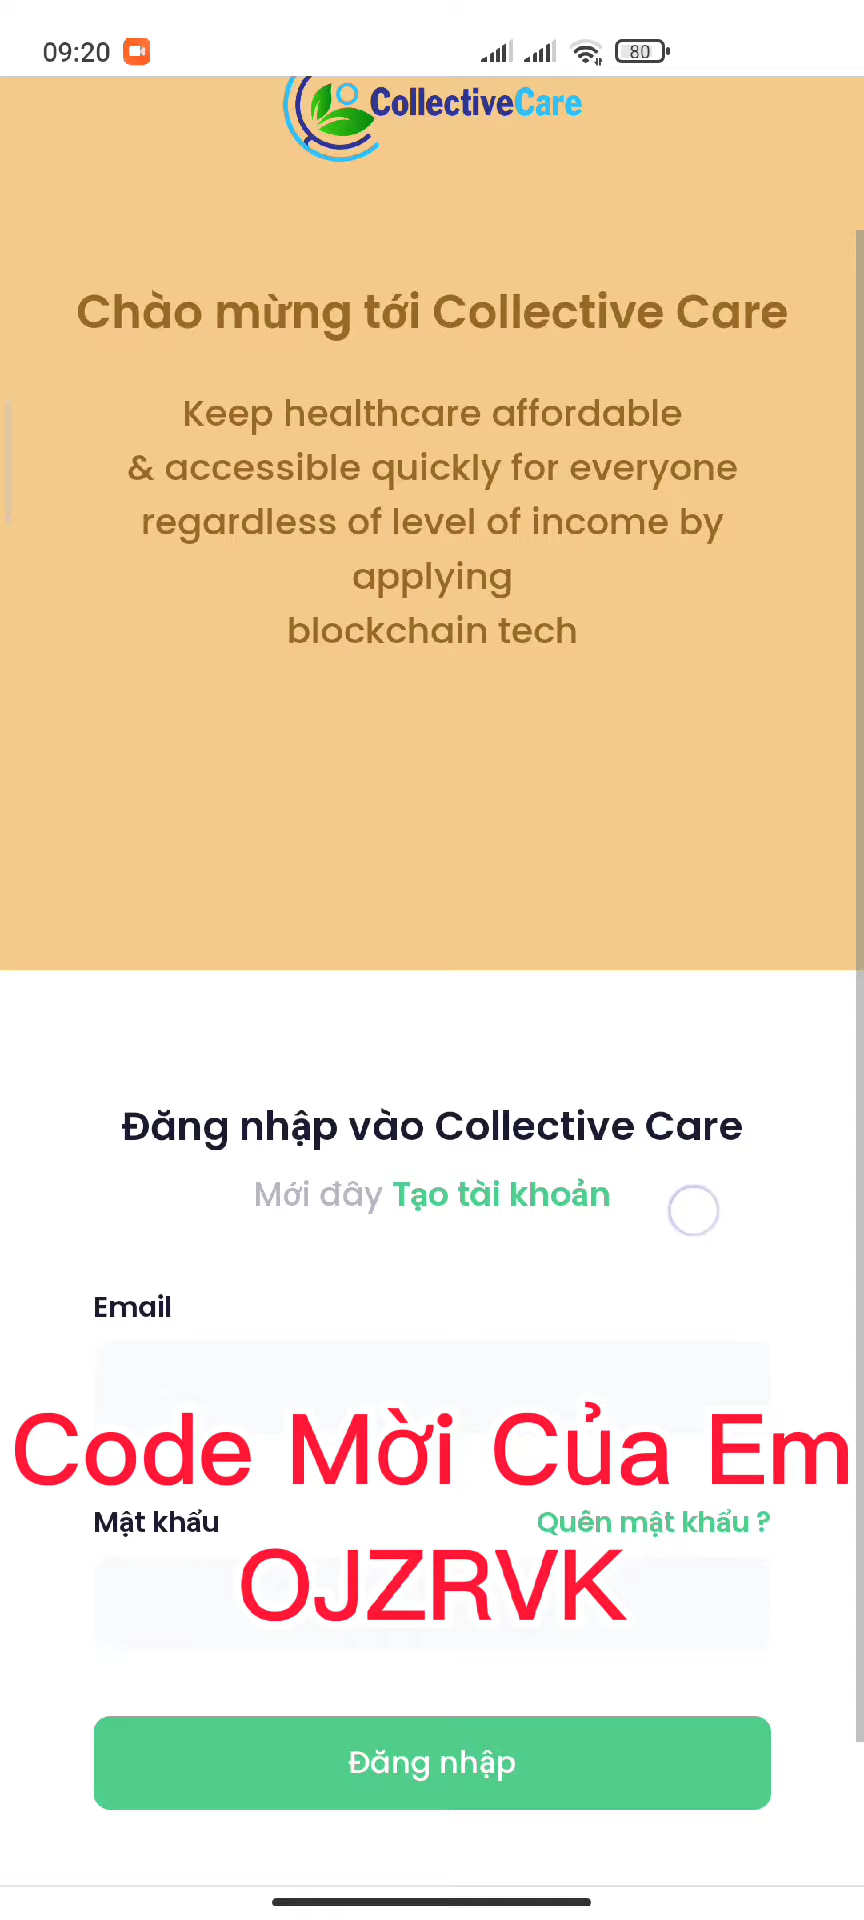 09:20
80
CollectiveCare
Chào mừng tới Collective Care
Keep healthcare affordable
& accessible quickly for everyone
regardless of level of income by
applying
blockchain tech
Đăng nhập vào Collective Care
Mới đây Tạo tài khoản
Email
Code Mời Của Em
Mật khẩu
Quên mật khẩu ?
OJZRVK
Đăng nhập